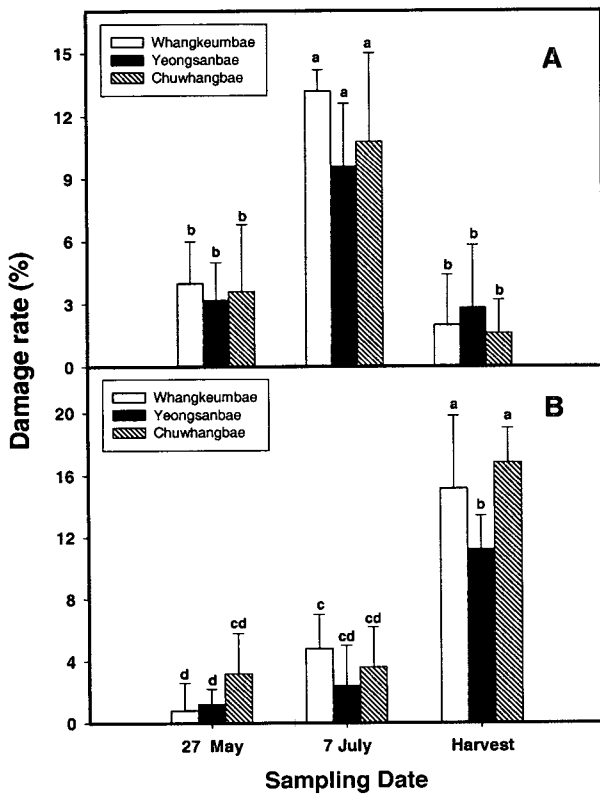 Damage rate (%)
A
Whangkeumbae
Yeongsanbae
Chuwhangbae
15
12
9
6
3
0
b b b
a a a
b b b
B
Whangkeumbae
Yeongsanbae
Chuwhangbae
20
16
12
8
4
0
d d cd
c cd cd
a b a
27 May 7 July Harvest
Sampling Date